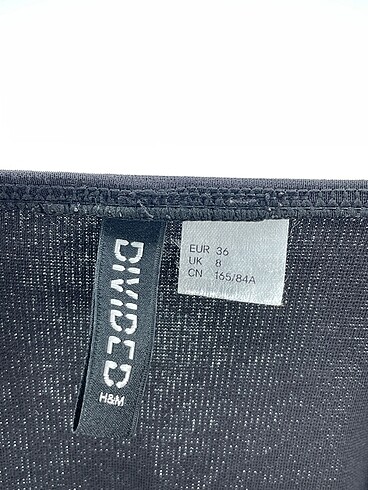 DIVIDED
H&M
EUR 36
UK 8
CN 165/84A